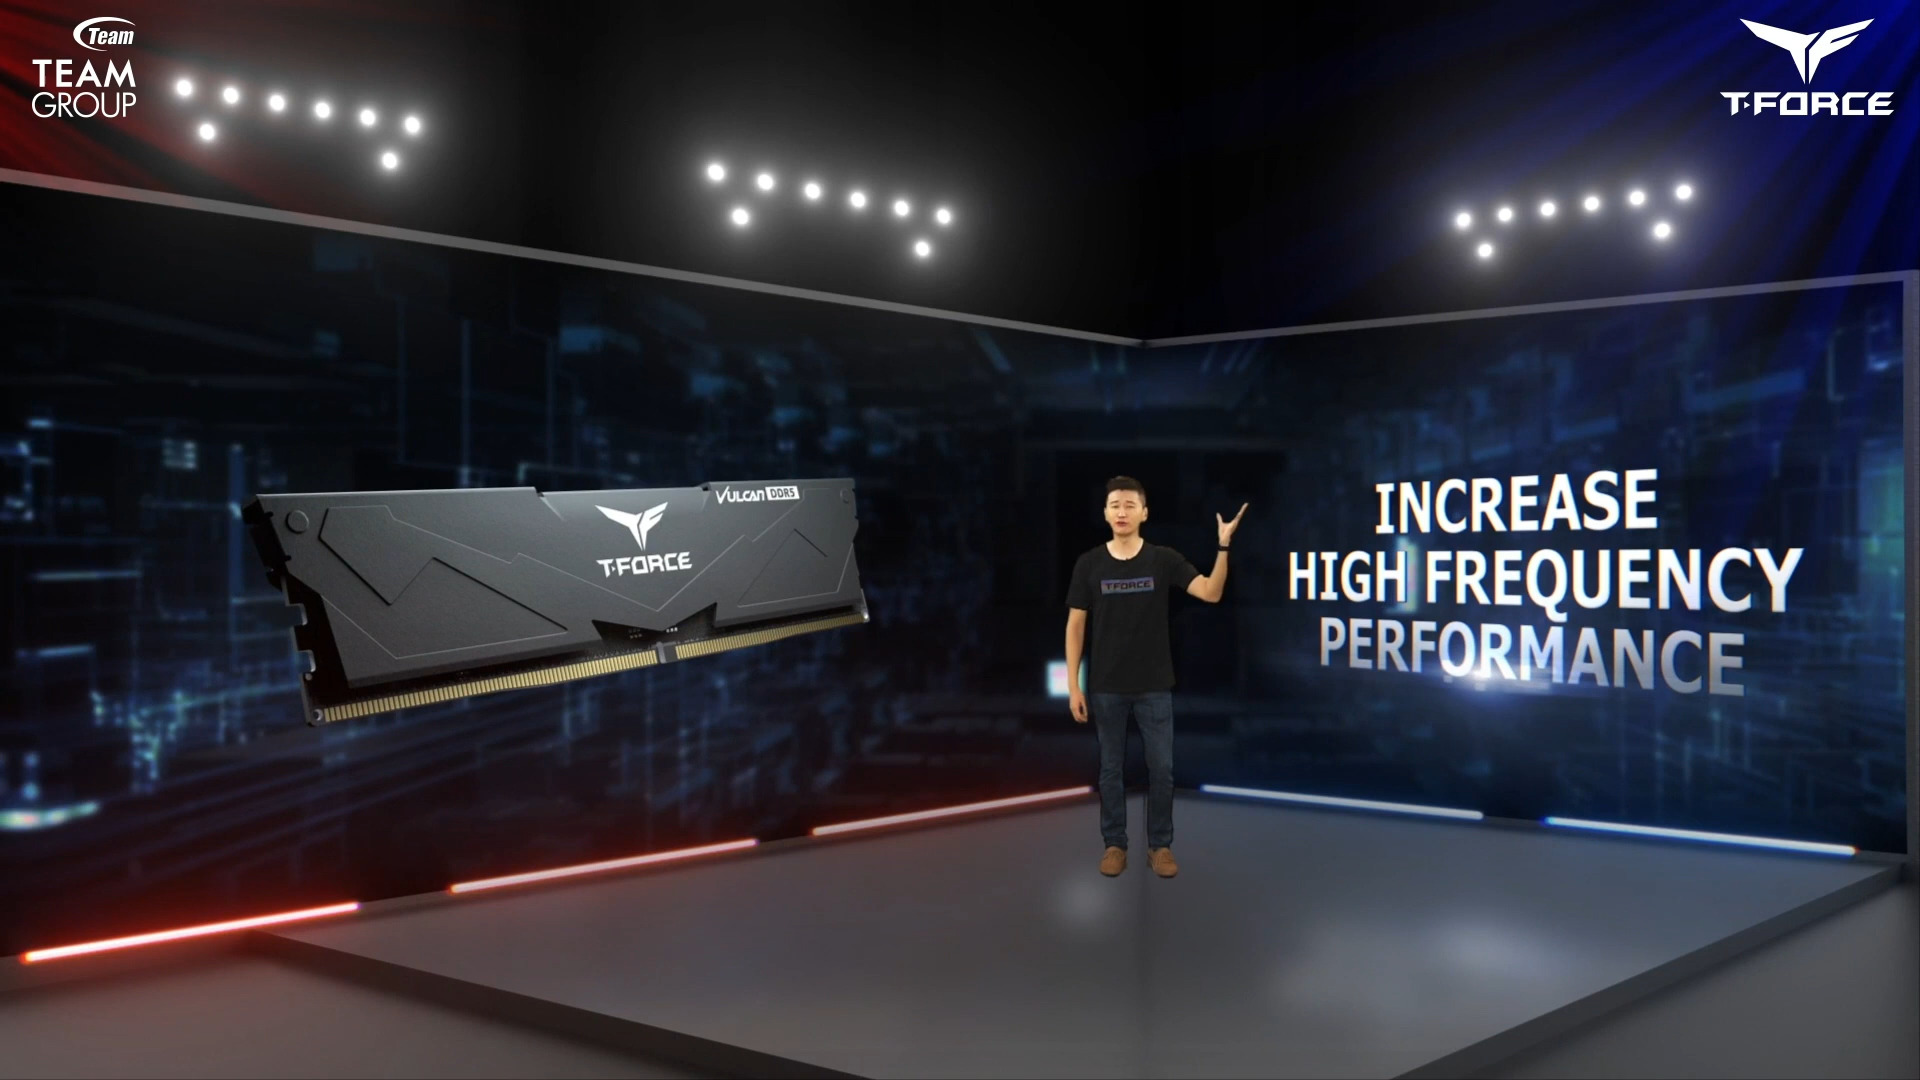 Team
TEAM
GROUP
T-FORCE
VULCAN DDR5
T-FORCE
T-FORCE
INCREASE
HIGH FREQUENCY
PERFORMANCE